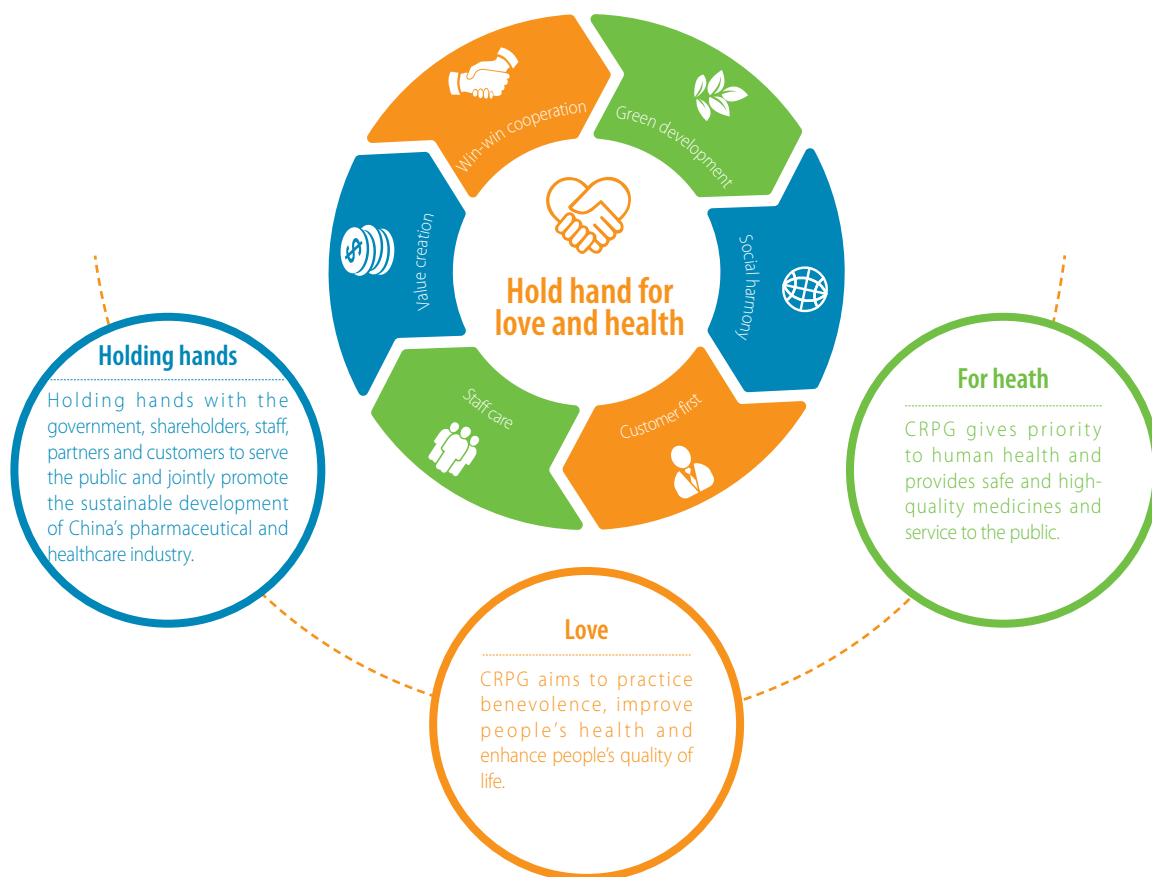 Win-win cooperation
Green development
Value creation
Social harmony
Hold hand for
love and health
Staff care
Customer first
Holding hands
Holding hands with the
government, shareholders, staff,
partners and customers to serve
the public and jointly promote
the sustainable development
of China's pharmaceutical and
healthcare industry.
For heath
CRPG gives priority
to human health and
provides safe and high-
quality medicines and
service to the public.
Love
CRPG aims to practice
benevolence, improve
people's health and
enhance people's quality of
life.